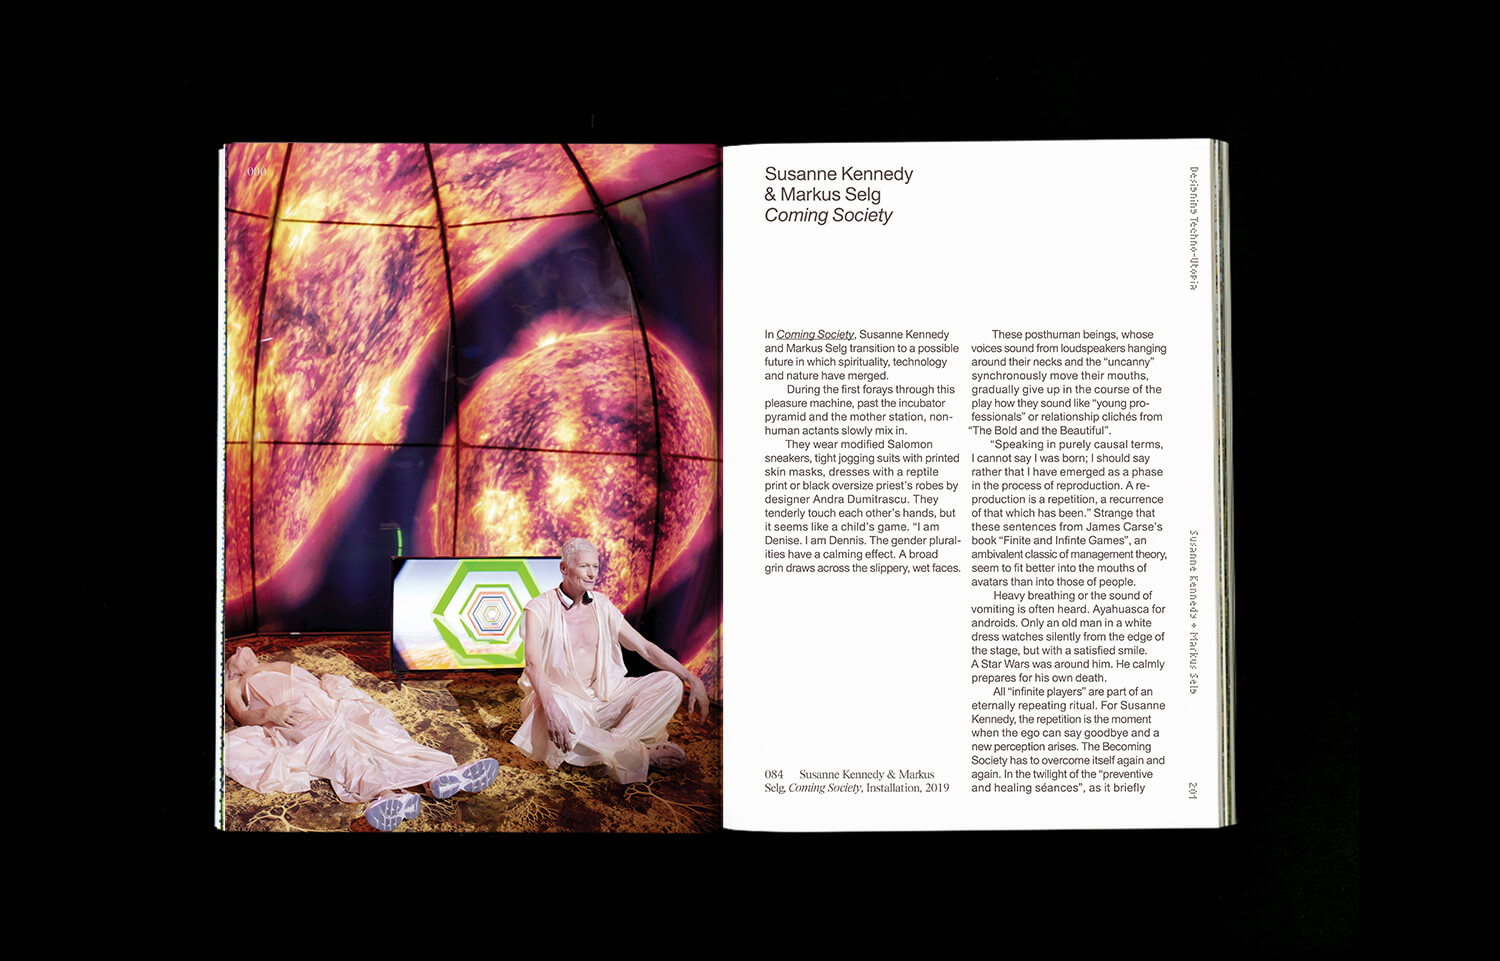 000
Susanne Kennedy
& Markus Selg
Coming Society
In Coming Society, Susanne Kennedy
and Markus Selg transition to a possible
future in which spirituality, technology
and nature have merged.
During the first forays through this
pleasure machine, past the incubator
pyramid and the mother station, non-
human actants slowly mix in.
They wear modified Salomon
sneakers, tight jogging suits with printed
skin masks, dresses with a reptile
print or black oversize priest's robes by
designer Andra Dumitrascu. They
tenderly touch each other's hands, but
it seems like a child's game. “I am
Denise. I am Dennis. The gender plural-
ities have a calming effect. A broad
grin draws across the slippery, wet faces.
084 Susanne Kennedy & Markus
Selg, Coming Society, Installation, 2019
These posthuman beings, whose
voices sound from loudspeakers hanging
around their necks and the “uncanny”
synchronously move their mouths,
gradually give up in the course of the
play how they sound like “young pro-
fessionals” or relationship clichés from
“The Bold and the Beautiful”.
“Speaking in purely causal terms,
I cannot say I was born; I should say
rather that I have emerged as a phase
in the process of reproduction. A re-
production is a repetition, a recurrence
of that which has been.” Strange that
these sentences from James Carse's
book “Finite and Infinte Games”, an
ambivalent classic of management theory,
seem to fit better into the mouths of
avatars than into those of people.
Heavy breathing or the sound of
vomiting is often heard. Ayahuasca for
androids. Only an old man in a white
dress watches silently from the edge of
the stage, but with a satisfied smile.
A Star Wars was around him. He calmly
prepares for his own death.
All “infinite players” are part of an
eternally repeating ritual. For Susanne
Kennedy, the repetition is the moment
when the ego can say goodbye and a
new perception arises. The Becoming
Society has to overcome itself again and
again. In the twilight of the “preventive
and healing séances”, as it briefly
Designing Techno-Utopia
Susanne Kennedy + Markus Selg
201